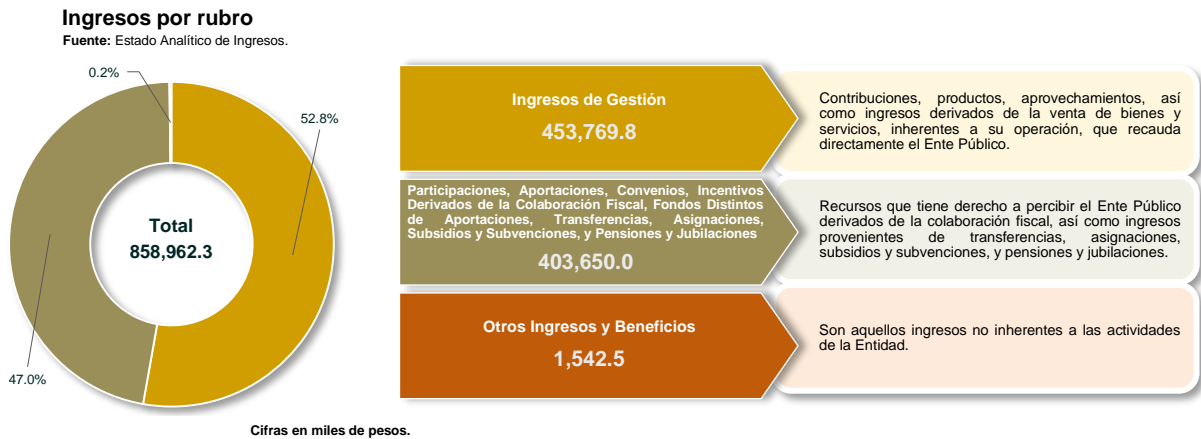 Ingresos por rubro
Fuente: Estado Analítico de Ingresos.
0.2%
52.8%
Total
858,962.3
47.0%
Ingresos de Gestión
453,769.8
Contribuciones, productos, aprovechamientos, así
como ingresos derivados de la venta de bienes y
servicios, inherentes a su operación, que recauda
directamente el Ente Público.
Participaciones, Aportaciones, Convenios, Incentivos
Derivados de la Colaboración Fiscal, Fondos Distintos
de Aportaciones, Transferencias, Asignaciones,
Subsidios y Subvenciones, y Pensiones y Jubilaciones
403,650.0
Recursos que tiene derecho a percibir el Ente Público
derivados de la colaboración fiscal, así como ingresos
provenientes de transferencias, asignaciones,
subsidios y subvenciones, y pensiones y jubilaciones.
Otros Ingresos y Beneficios
1,542.5
Son aquellos ingresos no inherentes a las actividades
de la Entidad.
Cifras en miles de pesos.